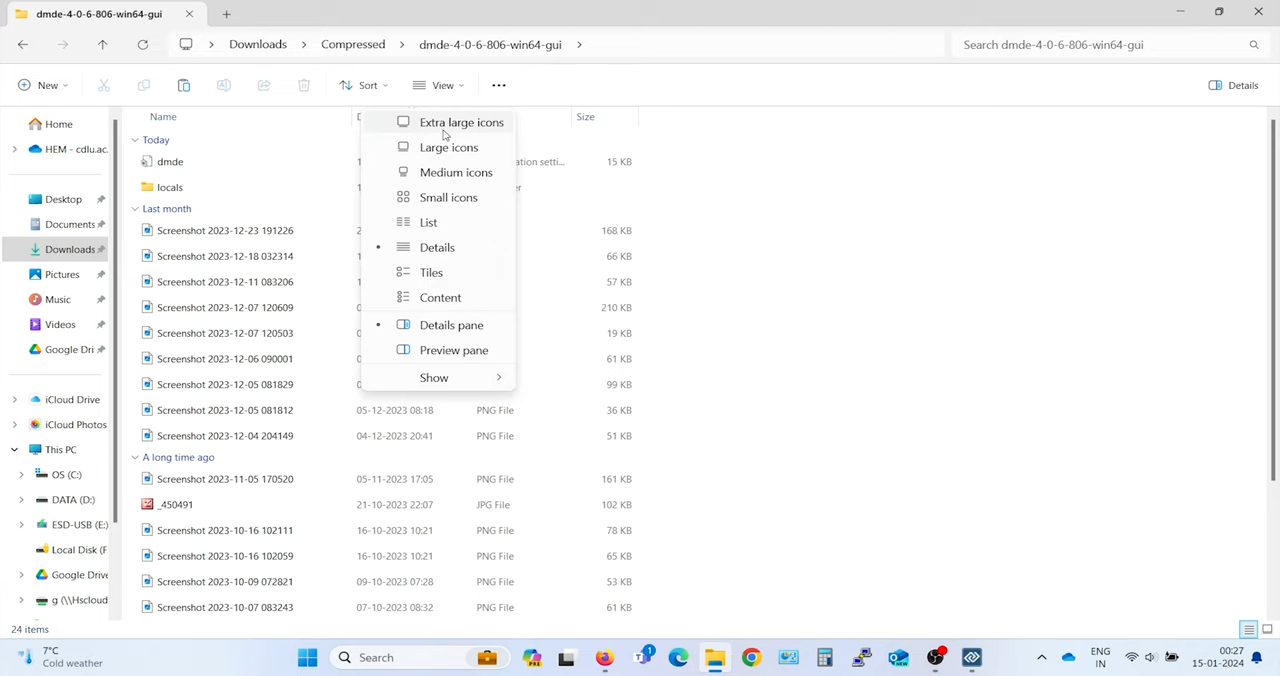 dmde-4-0-6-806-win64-gui
Downloads > Compressed > dmde-4-0-6-806-win64-gui >
Search dmde-4-0-6-806-win64-gui
New
Sort
View
Details
Home
HEM - cdlu.ac.
Desktop
Documents
Downloads
Pictures
Music
Videos
Google Dri
iCloud Drive
iCloud Photos
This PC
OS (C:)
DATA (D:)
ESD-USB (E:)
Local Disk (F
Google Drive
g (\\Hscloud
Name
Size
Today
dmde ation setti... 15 KB
locals
Last month
Screenshot 2023-12-23 191226 168 KB
Screenshot 2023-12-18 032314 66 KB
Screenshot 2023-12-11 083206 57 KB
Screenshot 2023-12-07 120609 210 KB
Screenshot 2023-12-07 120503 19 KB
Screenshot 2023-12-06 090001 61 KB
Screenshot 2023-12-05 081829 99 KB
Screenshot 2023-12-05 081812 05-12-2023 08:18 PNG File 36 KB
Screenshot 2023-12-04 204149 04-12-2023 20:41 PNG File 51 KB
A long time ago
Screenshot 2023-11-05 170520 05-11-2023 17:05 PNG File 161 KB
_450491 21-10-2023 22:07 JPG File 102 KB
Screenshot 2023-10-16 102111 16-10-2023 10:21 PNG File 78 KB
Screenshot 2023-10-16 102059 16-10-2023 10:21 PNG File 65 KB
Screenshot 2023-10-09 072821 09-10-2023 07:28 PNG File 53 KB
Screenshot 2023-10-07 083243 07-10-2023 08:32 PNG File 61 KB
Extra large icons
Large icons
Medium icons
Small icons
List
Details
Tiles
Content
Details pane
Preview pane
Show
24 items
7°C
Cold weather
Search
1
ENG
IN
00:27
15-01-2024